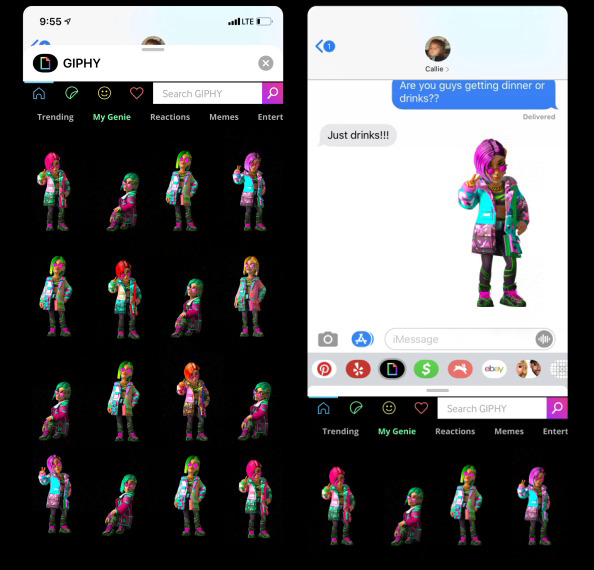 9:55
LTE
GIPHY
Search GIPHY
Trending My Genie Reactions Memes Entert
1
Callie
Are you guys getting dinner or
drinks??
Delivered
Just drinks!!!
iMessage
ebay
Search GIPHY
Trending My Genie Reactions Memes Entert